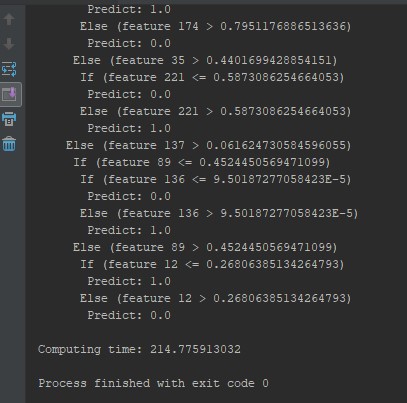 Predict: 1.0
Else (feature 174 > 0.7951176886513636)
Predict: 0.0
Else (feature 35 > 0.4401699428854151)
If (feature 221 <= 0.5873086254664053)
Predict: 0.0
Else (feature 221 > 0.5873086254664053)
Predict: 1.0
Else (feature 137 > 0.061624730584596055)
If (feature 89 <= 0.4524450569471099)
If (feature 136 <= 9.50187277058423E-5)
Predict: 0.0
Else (feature 136 > 9.50187277058423E-5)
Predict: 1.0
Else (feature 89 > 0.4524450569471099)
If (feature 12 <= 0.26806385134264793)
Predict: 1.0
Else (feature 12 > 0.26806385134264793)
Predict: 0.0
Computing time: 214.775913032
Process finished with exit code 0